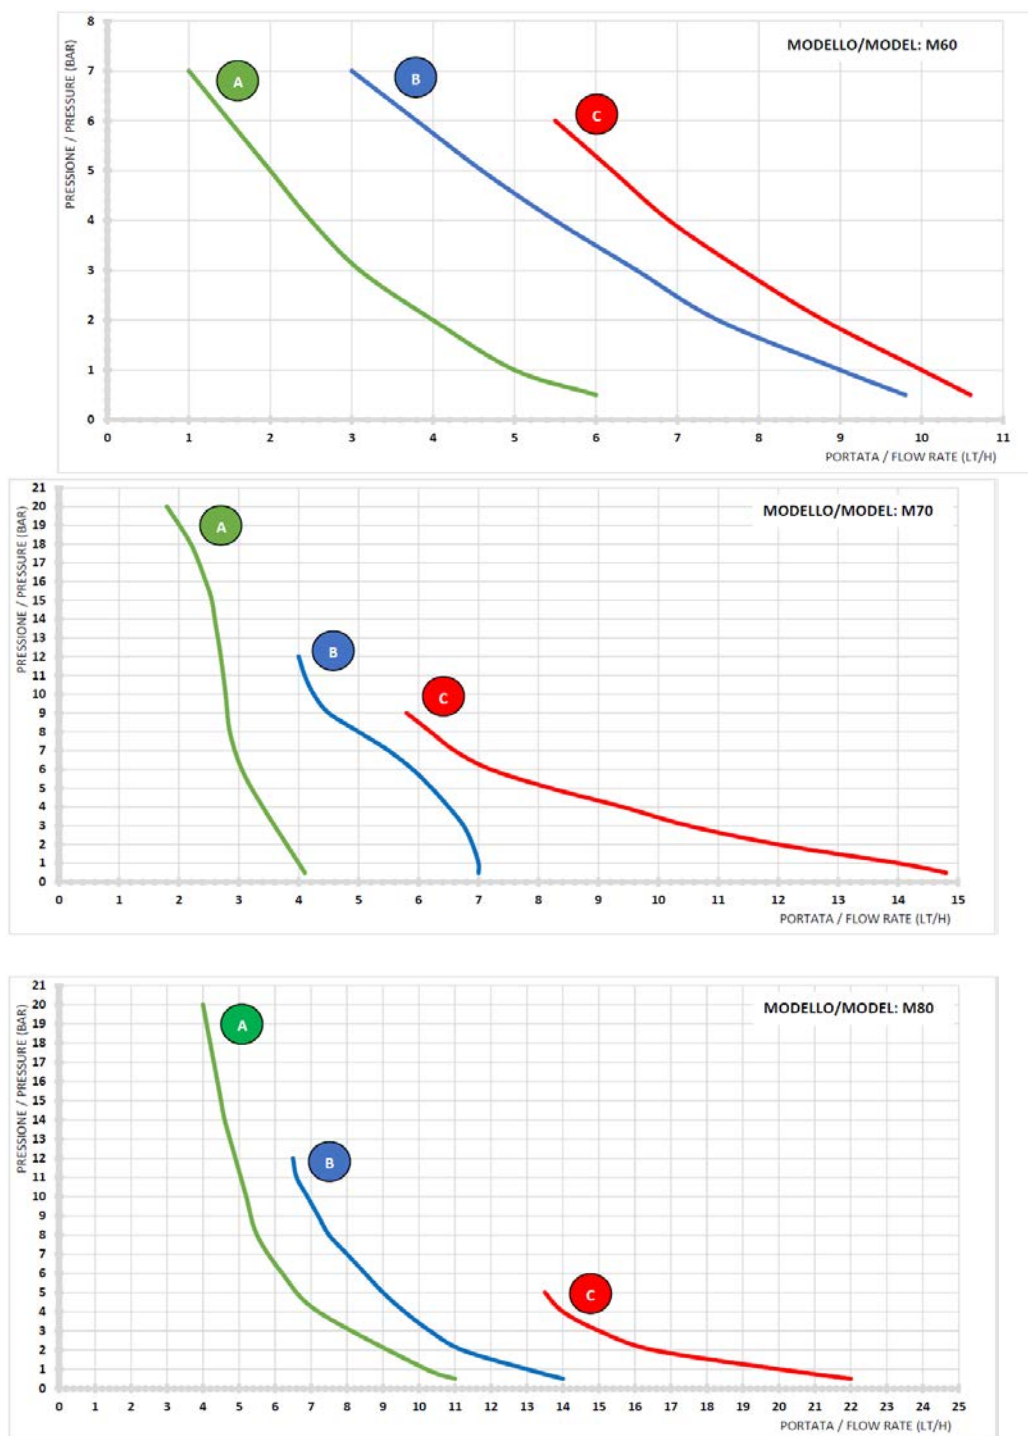 MODELLO/MODEL: M60
PRESSIONE / PRESSURE (BAR)
8
7
6
5
4
3
2
1
0
A
B
C
0 1 2 3 4 5 6 7 8 9 10 11
PORTATA / FLOW RATE (LT/H)
MODELLO/MODEL: M70
PRESSIONE / PRESSURE (BAR)
21
20
19
18
17
16
15
14
13
12
11
10
9
8
7
6
5
4
3
2
1
0
A
B
C
0 1 2 3 4 5 6 7 8 9 10 11 12 13 14 15
PORTATA / FLOW RATE (LT/H)
MODELLO/MODEL: M80
PRESSIONE / PRESSURE (BAR)
21
20
19
18
17
16
15
14
13
12
11
10
9
8
7
6
5
4
3
2
1
0
A
B
C
0 1 2 3 4 5 6 7 8 9 10 11 12 13 14 15 16 17 18 19 20 21 22 23 24 25
PORTATA / FLOW RATE (LT/H)